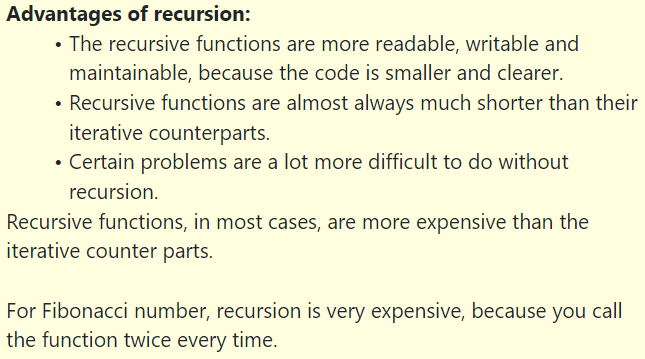 Advantages of recursion:
• The recursive functions are more readable, writable and
maintainable, because the code is smaller and clearer.
• Recursive functions are almost always much shorter than their
iterative counterparts.
• Certain problems are a lot more difficult to do without
recursion.
Recursive functions, in most cases, are more expensive than the
iterative counter parts.
For Fibonacci number, recursion is very expensive, because you call
the function twice every time.